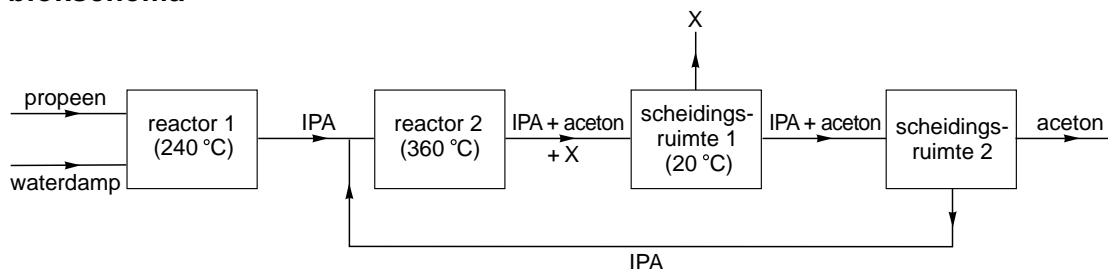 X
propeen
waterdamp
reactor 1
(240 °C)
IPA
reactor 2
(360 °C)
IPA + aceton
+ X
scheidings-
ruimte 1
(20 °C)
IPA + aceton
scheidings-
ruimte 2
aceton
IPA